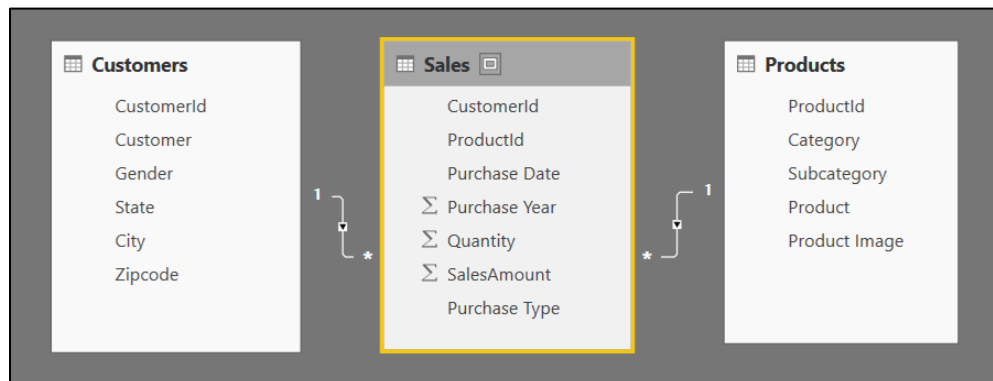 Customers
CustomerId
Customer
Gender
State
City
Zipcode
1
*
Sales
CustomerId
ProductId
Purchase Date
Σ Purchase Year
Σ Quantity
Σ SalesAmount
Purchase Type
*
1
Products
ProductId
Category
Subcategory
Product
Product Image